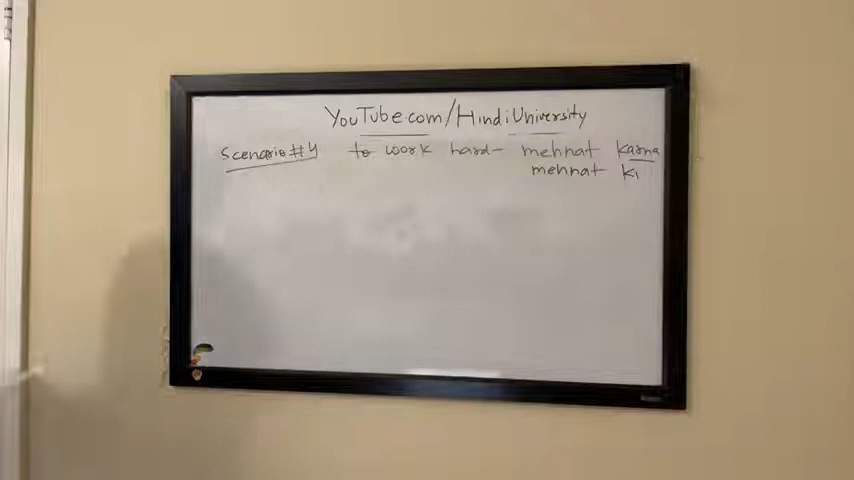 YouTube.com/HindiUniversity
Scenario #4 to work hard- mehnat karna
mehnat ki